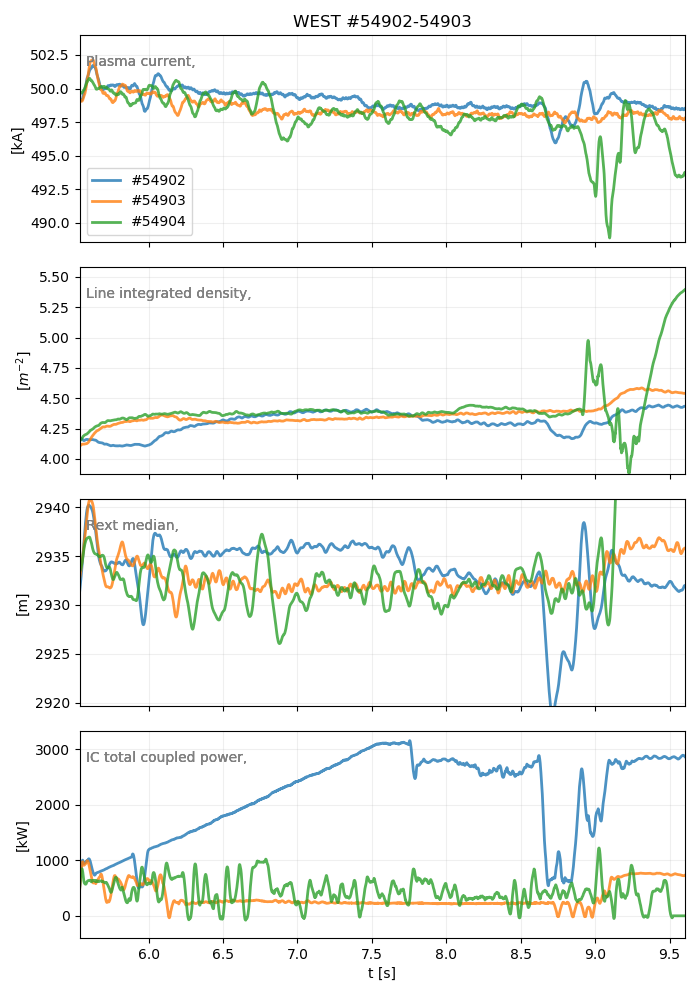 WEST #54902-54903
Plasma current,
[kA]
502.5
500.0
497.5
495.0
492.5
490.0
#54902
#54903
#54904
Line integrated density,
[m⁻²]
5.50
5.25
5.00
4.75
4.50
4.25
4.00
Rext median,
[m]
2940
2935
2930
2925
2920
IC total coupled power,
[kW]
3000
2000
1000
0
6.0 6.5 7.0 7.5 8.0 8.5 9.0 9.5
t [s]